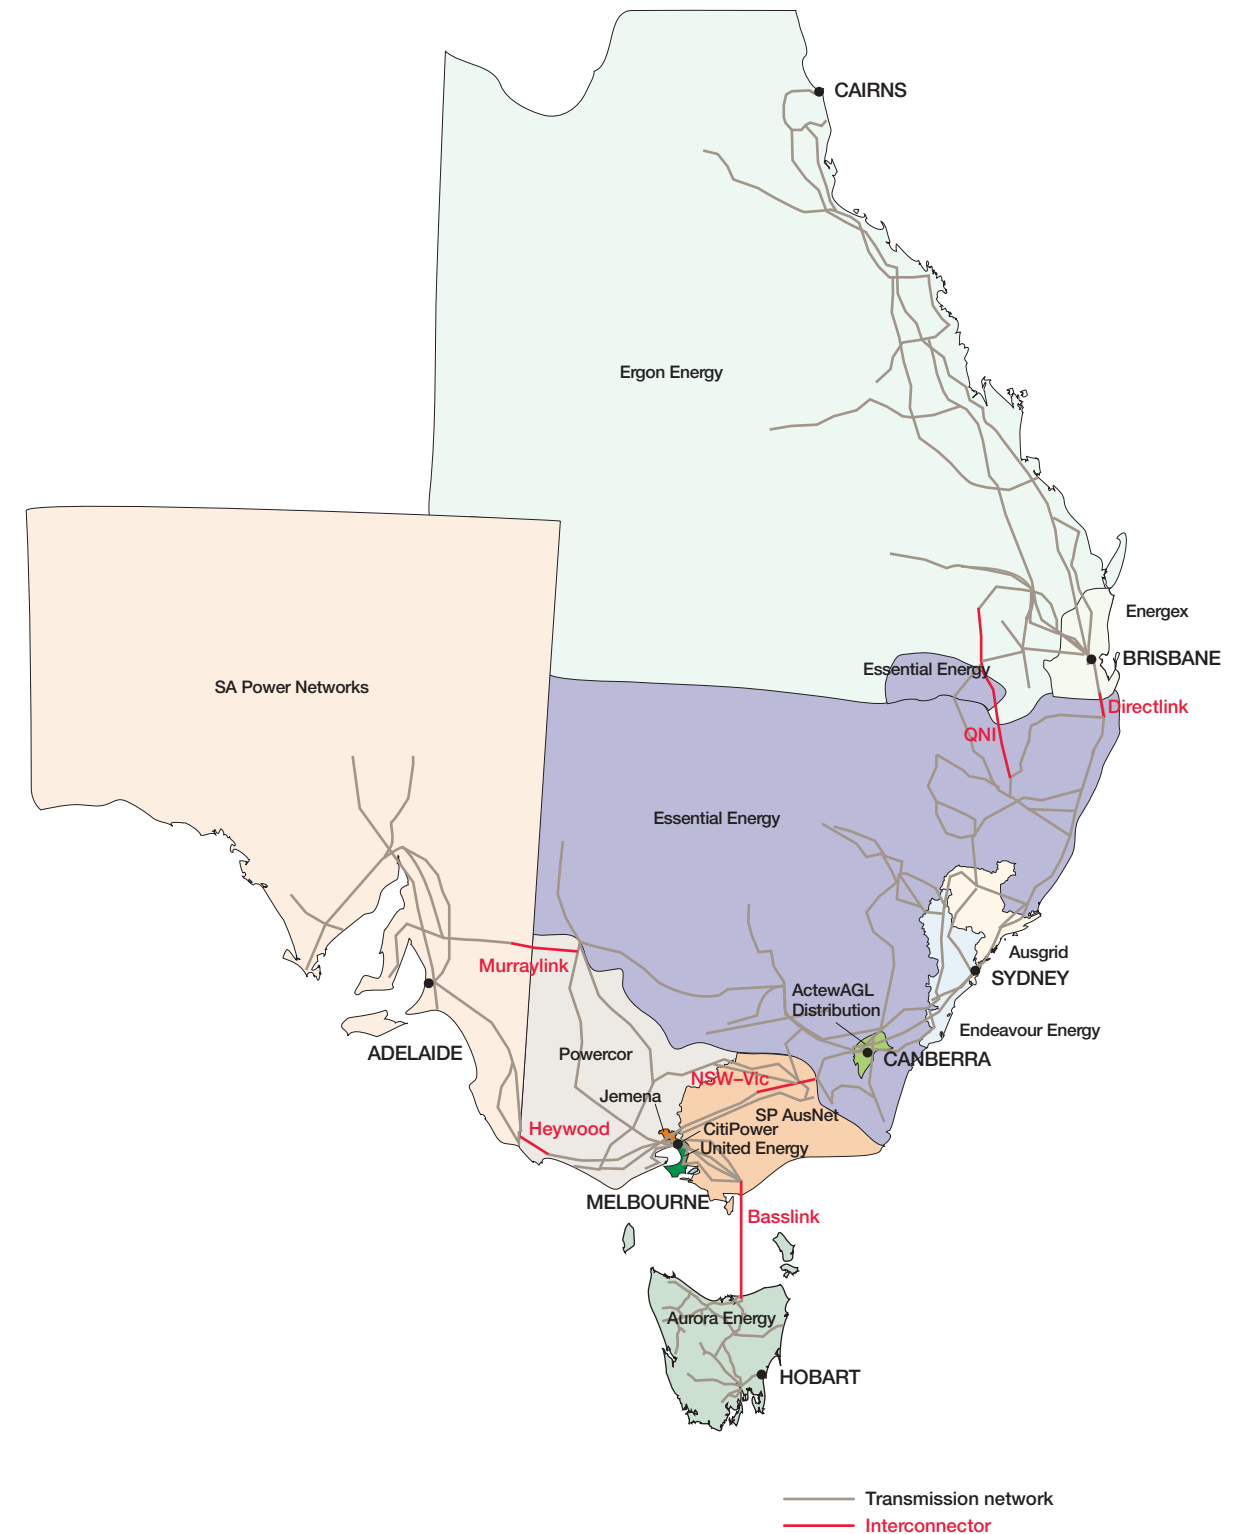 CAIRNS
Ergon Energy
Energex
BRISBANE
Essential Energy
SA Power Networks
Directlink
QNI
Essential Energy
Ausgrid
Murraylink
SYDNEY
ActewAGL
Distribution
Endeavour Energy
ADELAIDE
Powercor
CANBERRA
NSW–Vic
Jemena
SP AusNet
Heywood
CitiPower
United Energy
MELBOURNE
Basslink
Aurora Energy
HOBART
Transmission network
Interconnector